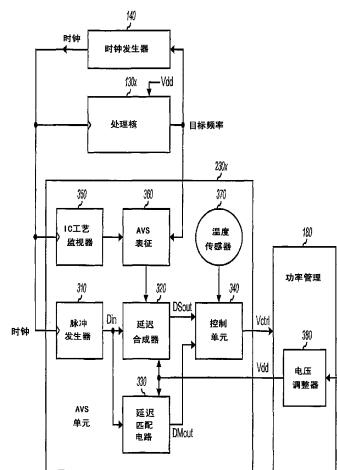 140
时钟
时钟发生器
130x
Vdd
处理核
目标频率
230x
350
360
370
IC工艺
监视器
AVS
表征
温度
传感器
180
功率管理
310
320
340
脉冲
发生器
Din
延迟
合成器
DSout
控制
单元
Vctrl
时钟
380
Vdd
电压
调整器
330
AVS
单元
延迟
匹配
电路
DMout